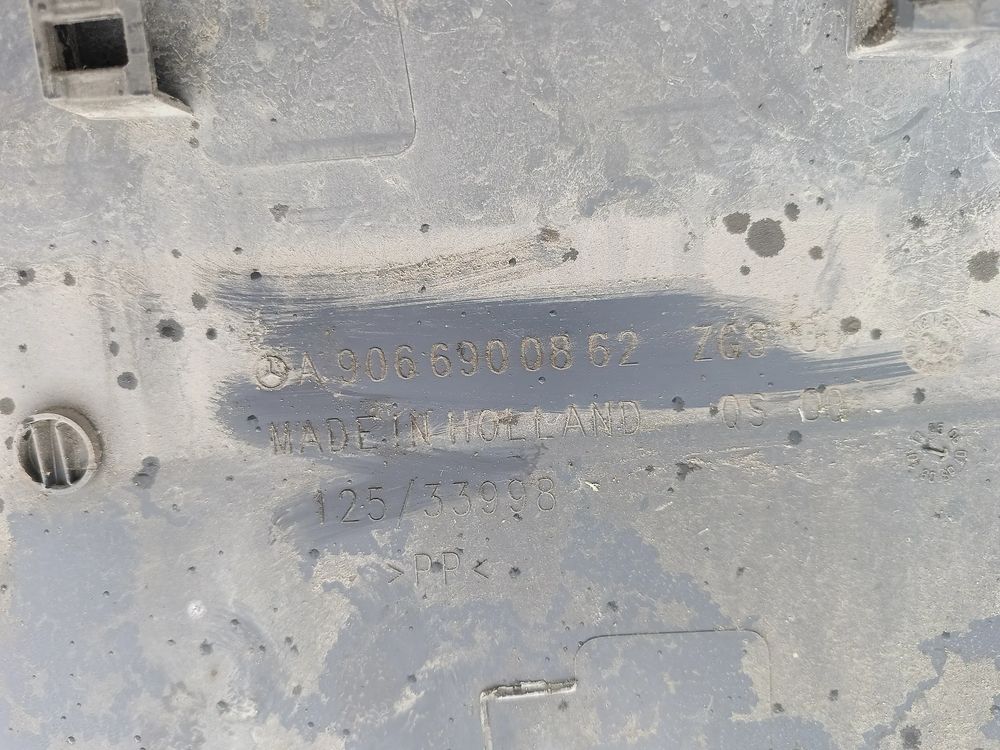 A 906 690 08 62 ZGS 00
MADE IN HOLLAND QS 00
125/33998
>PP<